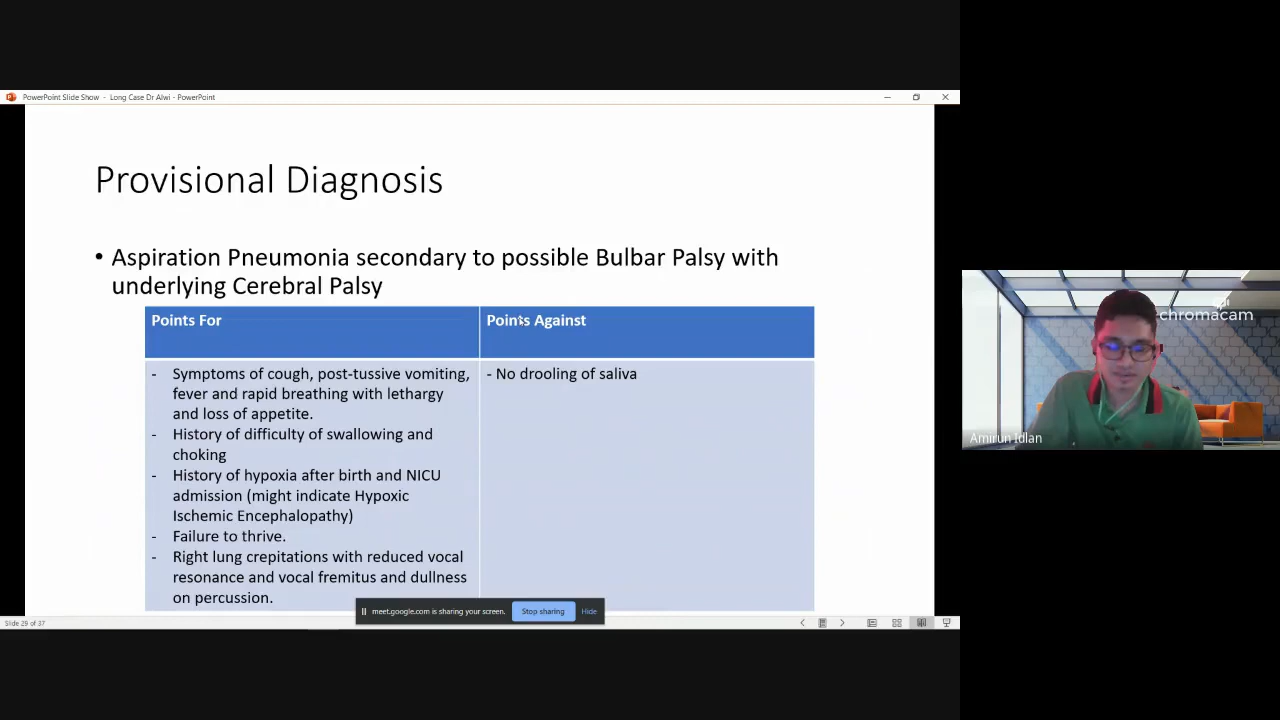 PowerPoint Slide Show - Long Case Dr Alwi - PowerPoint
Provisional Diagnosis
• Aspiration Pneumonia secondary to possible Bulbar Palsy with
underlying Cerebral Palsy
Points For
Points Against
- Symptoms of cough, post-tussive vomiting,
fever and rapid breathing with lethargy
and loss of appetite.
- History of difficulty of swallowing and
choking
- History of hypoxia after birth and NICU
admission (might indicate Hypoxic
Ischemic Encephalopathy)
- Failure to thrive.
- Right lung crepitations with reduced vocal
resonance and vocal fremitus and dullness
on percussion.
- No drooling of saliva
meet.google.com is sharing your screen.
Stop sharing
Hide
Slide 29 of 37
chromacam
Amirun Idlan